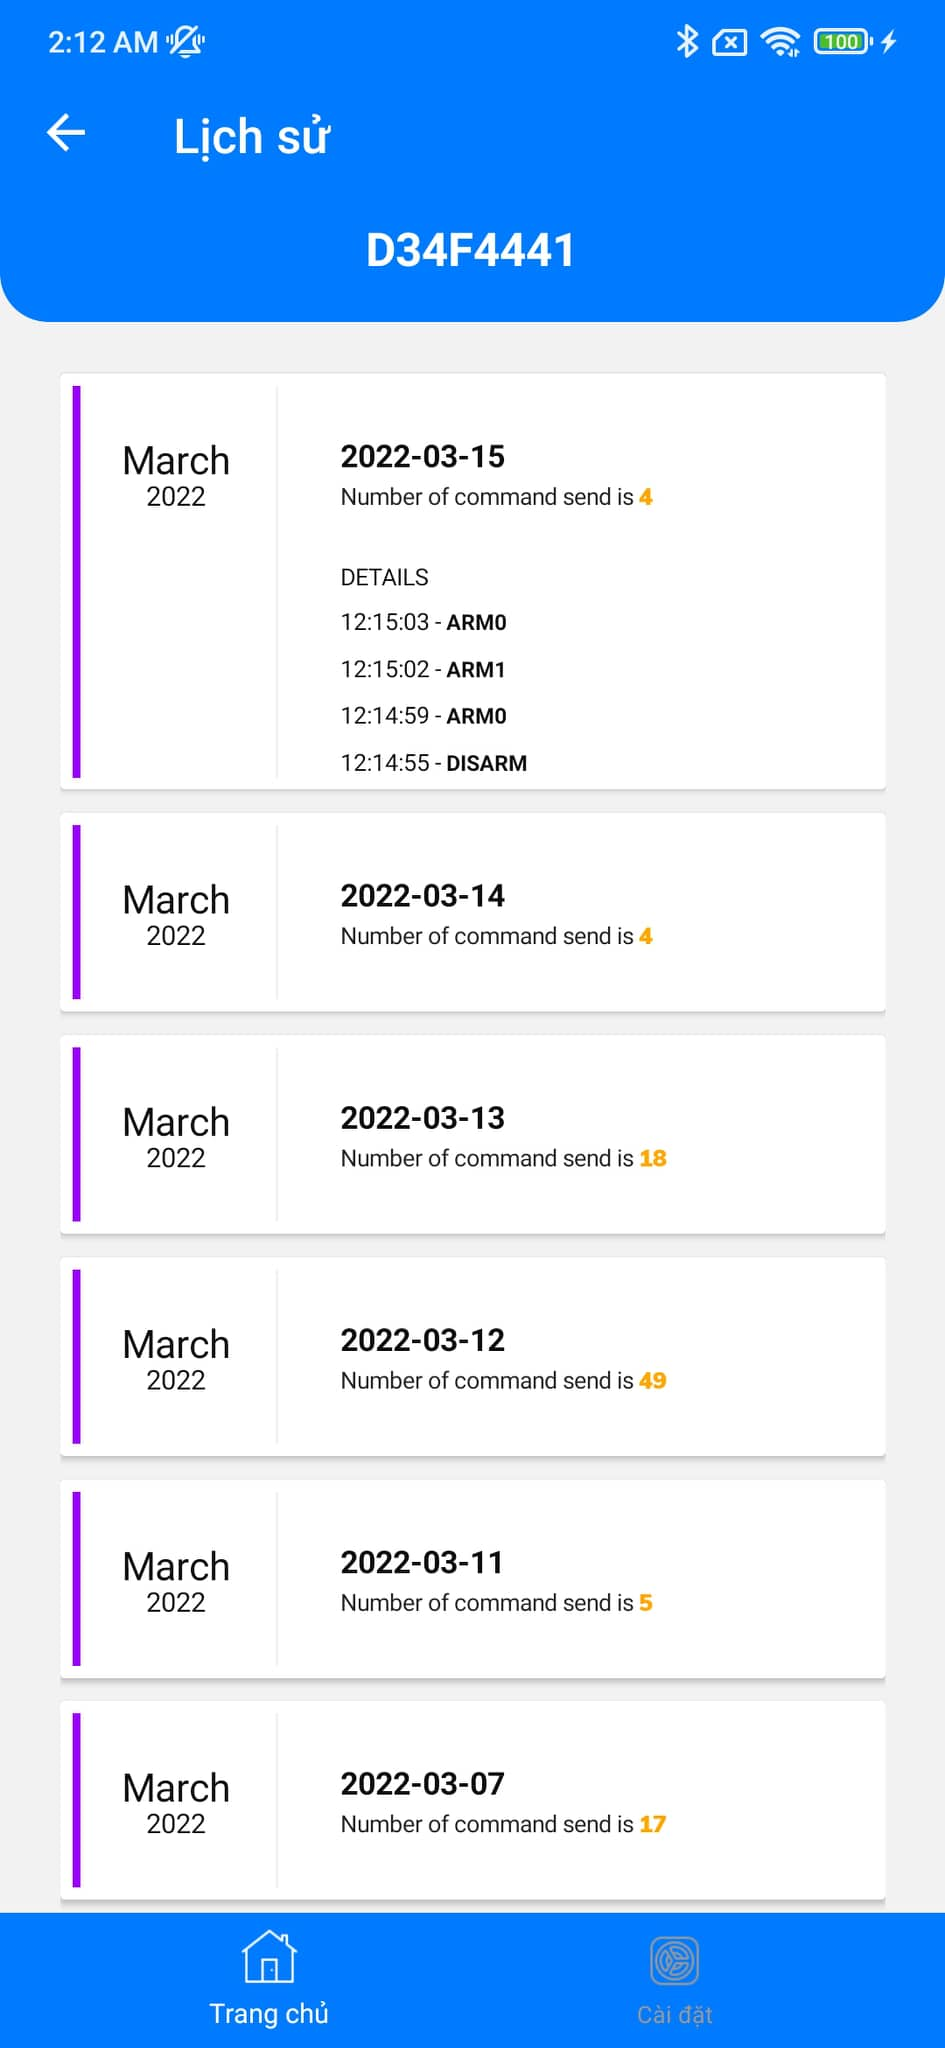 2:12 AM
100
Lịch sử
D34F4441
March
2022
2022-03-15
Number of command send is 4
DETAILS
12:15:03 - ARM0
12:15:02 - ARM1
12:14:59 - ARM0
12:14:55 - DISARM
March
2022
2022-03-14
Number of command send is 4
March
2022
2022-03-13
Number of command send is 18
March
2022
2022-03-12
Number of command send is 49
March
2022
2022-03-11
Number of command send is 5
March
2022
2022-03-07
Number of command send is 17
Trang chủ
Cài đặt